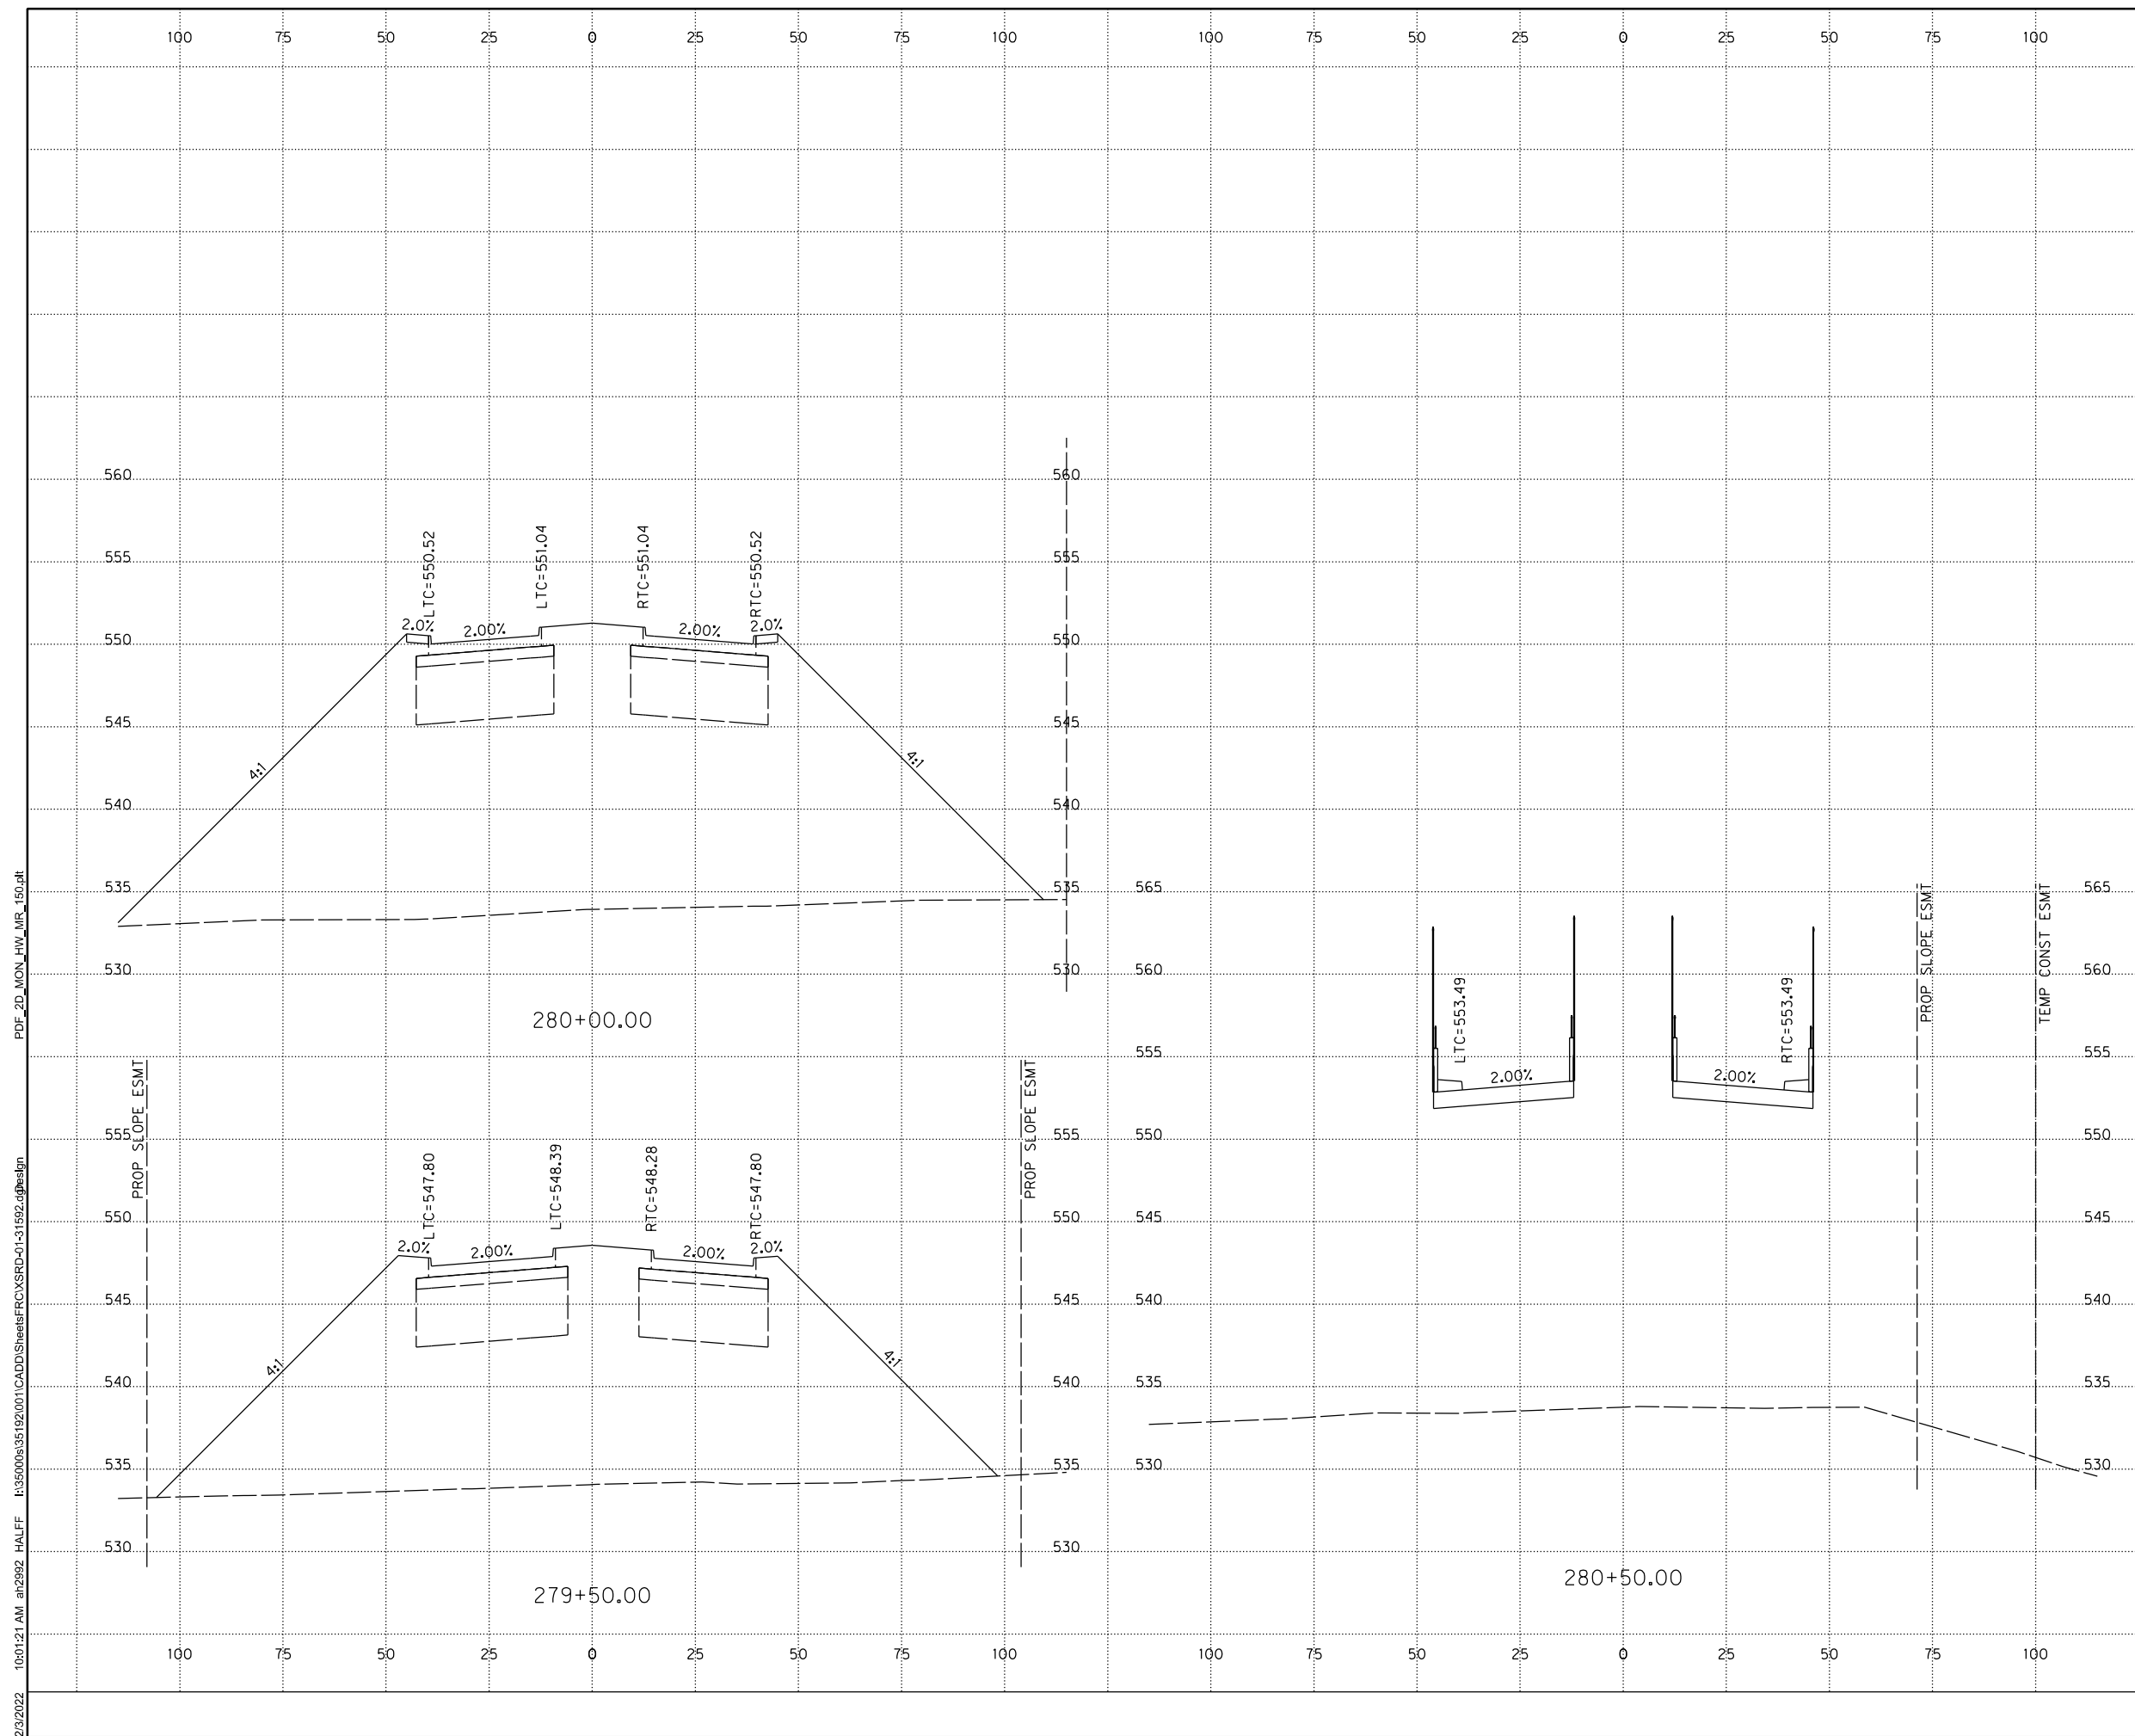 100 75 50 25 0 25 50 75 100 100 75 50 25 0 25 50 75 100
560 560
555 555
LTC=550.52
LTC=551.04
RTC=551.04
RTC=550.52
550 2.0% 2.00% 2.00% 2.0% 550
545 545
4:1 4:1
540 540
535 535
530 530
280+00.00
PROP SLOPE ESMT
PROP SLOPE ESMT
555 555
LTC=547.80
LTC=548.39
RTC=548.28
RTC=547.80
550 550
2.0% 2.00% 2.00% 2.0%
545 545
4:1 4:1
540 540
535 535
530 530
279+50.00
565 565
PROP SLOPE ESMT
TEMP CONST ESMT
560 560
LTC=553.49
RTC=553.49
555 555
2.00% 2.00%
550 550
545 545
540 540
535 535
530 530
280+50.00
100 75 50 25 0 25 50 75 100 100 75 50 25 0 25 50 75 100
2/3/2022 10:01:21 AM ah2992 HALFF PDF_2D_MON_HW_MR_150.plt